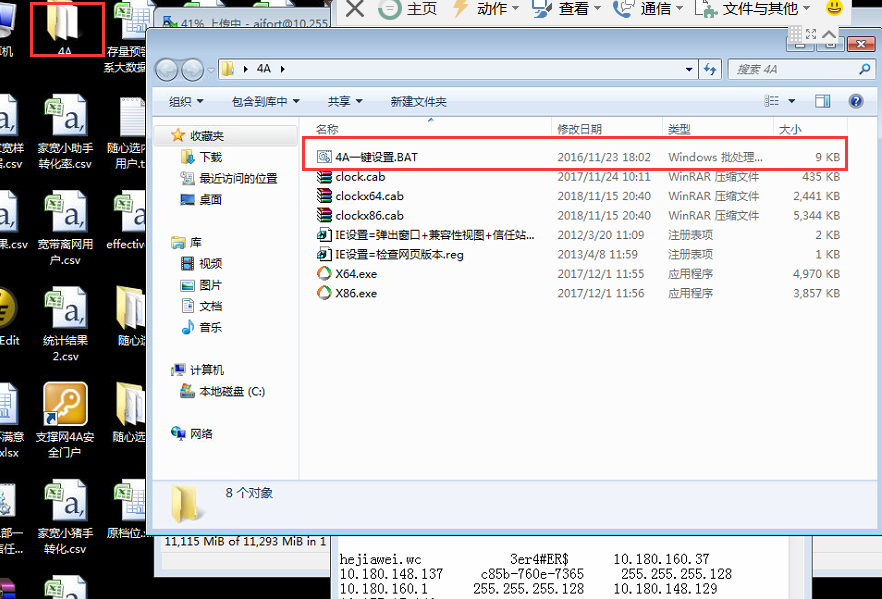 主页 动作 查看 通信 文件与其他
41% 上传中 - aifort@10.255
4A
组织 包含到库中 共享 新建文件夹
搜索 4A
收藏夹
下载
最近访问的位置
桌面
库
视频
图片
文档
音乐
计算机
本地磁盘 (C:)
网络
名称 修改日期 类型 大小
4A一键设置.BAT 2016/11/23 18:02 Windows 批处理... 9 KB
clock.cab 2017/11/24 10:11 WinRAR 压缩文件 435 KB
clockx64.cab 2018/11/15 20:40 WinRAR 压缩文件 2,441 KB
clockx86.cab 2018/11/15 20:40 WinRAR 压缩文件 5,344 KB
IE设置=弹出窗口+兼容性视图+信任站... 2012/3/20 11:09 注册表项 2 KB
IE设置=检查网页版本.reg 2013/4/8 11:59 注册表项 1 KB
X64.exe 2017/12/1 11:55 应用程序 4,970 KB
X86.exe 2017/12/1 11:56 应用程序 3,857 KB
8 个对象
11,115 MiB of 11,293 MiB in 1
hejiawei.wc 3er4#ER$ 10.180.160.37
10.180.148.137 c85b-760e-7365 255.255.255.128
10.180.160.1 255.255.255.128 10.180.148.129
4A
存量预警
系大数据
家宽小助手
转化率.csv
随心选内
用户.t
宽带离网用
户.csv
effective
统计结果
2.csv
随心选
Edit
支撑网4A安
全门户
随心选
不满意
xlsx
家宽小猪手
转化.csv
原档位.